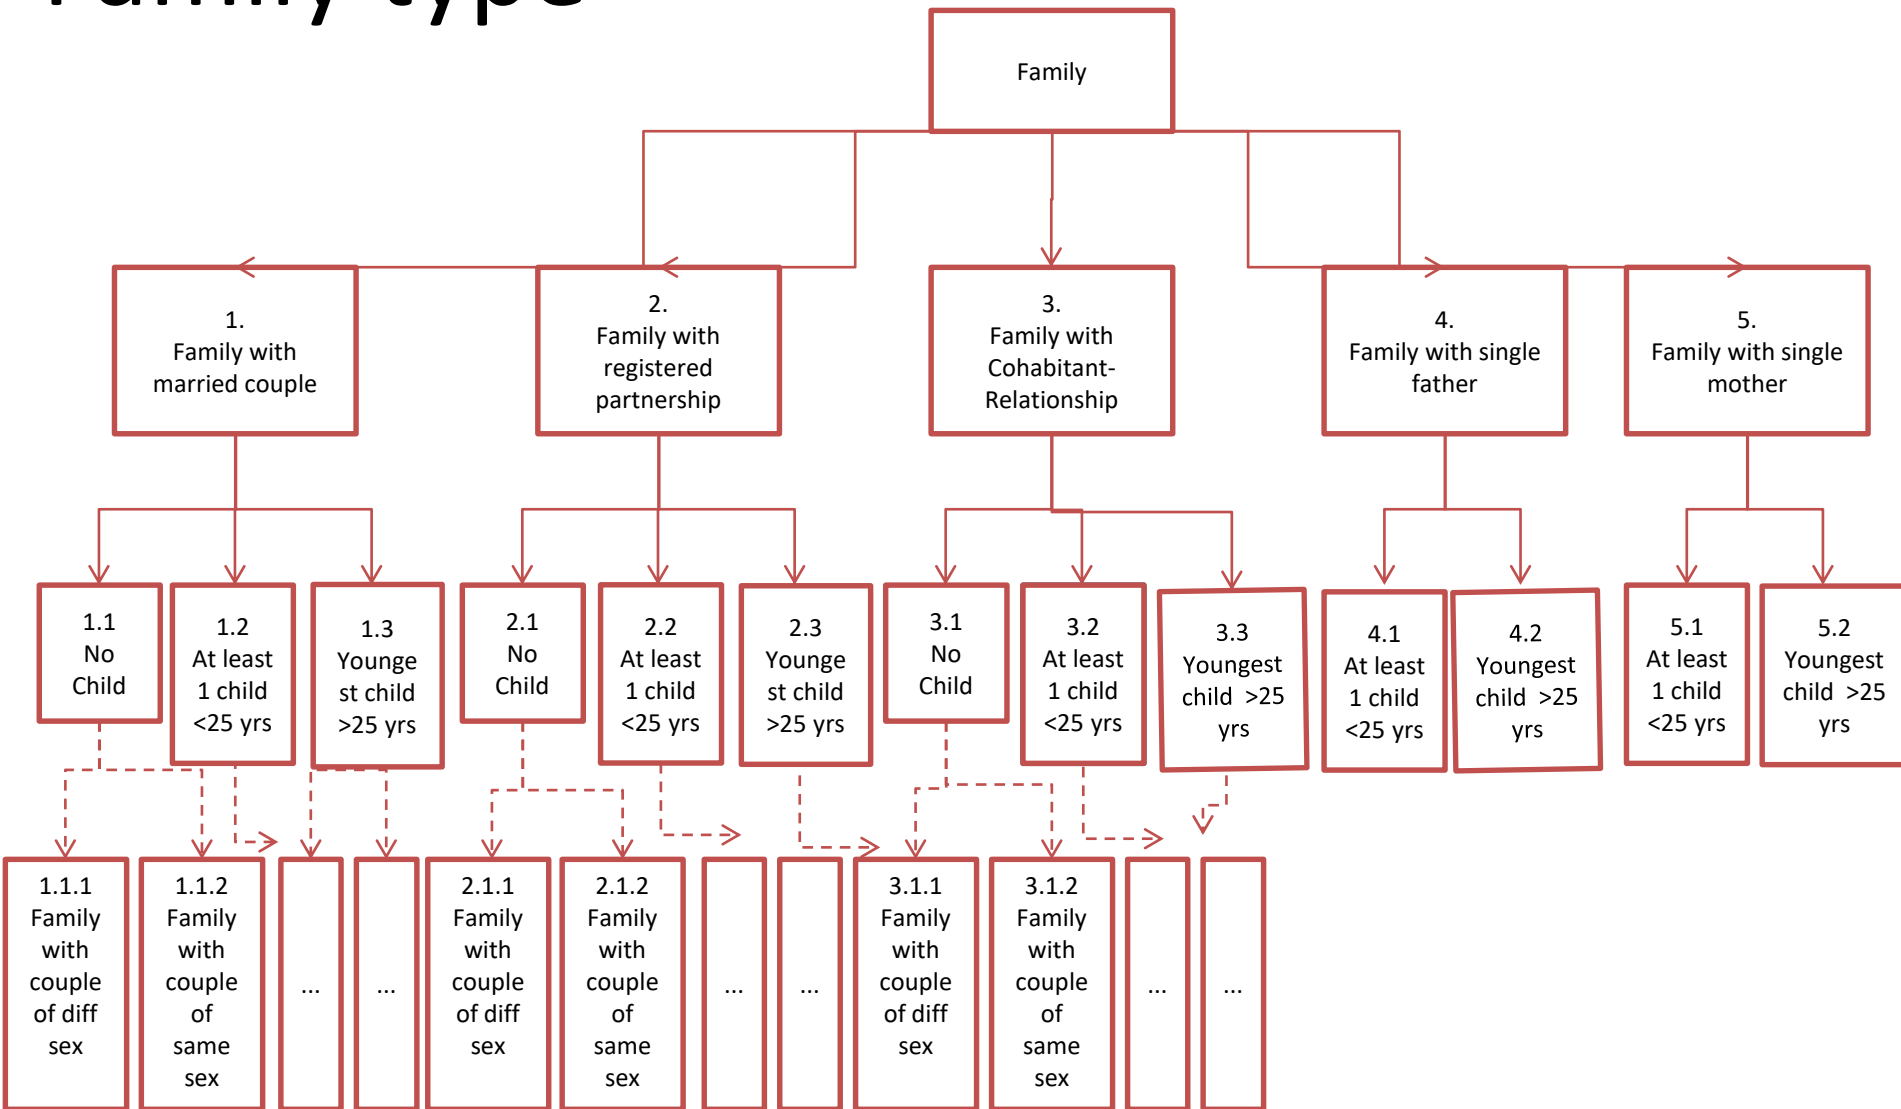 Family type
Family
1.
Family with
married couple
2.
Family with
registered
partnership
3.
Family with
Cohabitant-
Relationship
4.
Family with single
father
5.
Family with single
mother
1.1
No
Child
1.2
At least
1 child
<25 yrs
1.3
Younge
st child
>25 yrs
2.1
No
Child
2.2
At least
1 child
<25 yrs
2.3
Younge
st child
>25 yrs
3.1
No
Child
3.2
At least
1 child
<25 yrs
3.3
Youngest
child >25
yrs
4.1
At least
1 child
<25 yrs
4.2
Youngest
child >25
yrs
5.1
At least
1 child
<25 yrs
5.2
Youngest
child >25
yrs
1.1.1
Family
with
couple
of diff
sex
1.1.2
Family
with
couple
of
same
sex
...
...
2.1.1
Family
with
couple
of diff
sex
2.1.2
Family
with
couple
of
same
sex
...
...
3.1.1
Family
with
couple
of diff
sex
3.1.2
Family
with
couple
of
same
sex
...
...